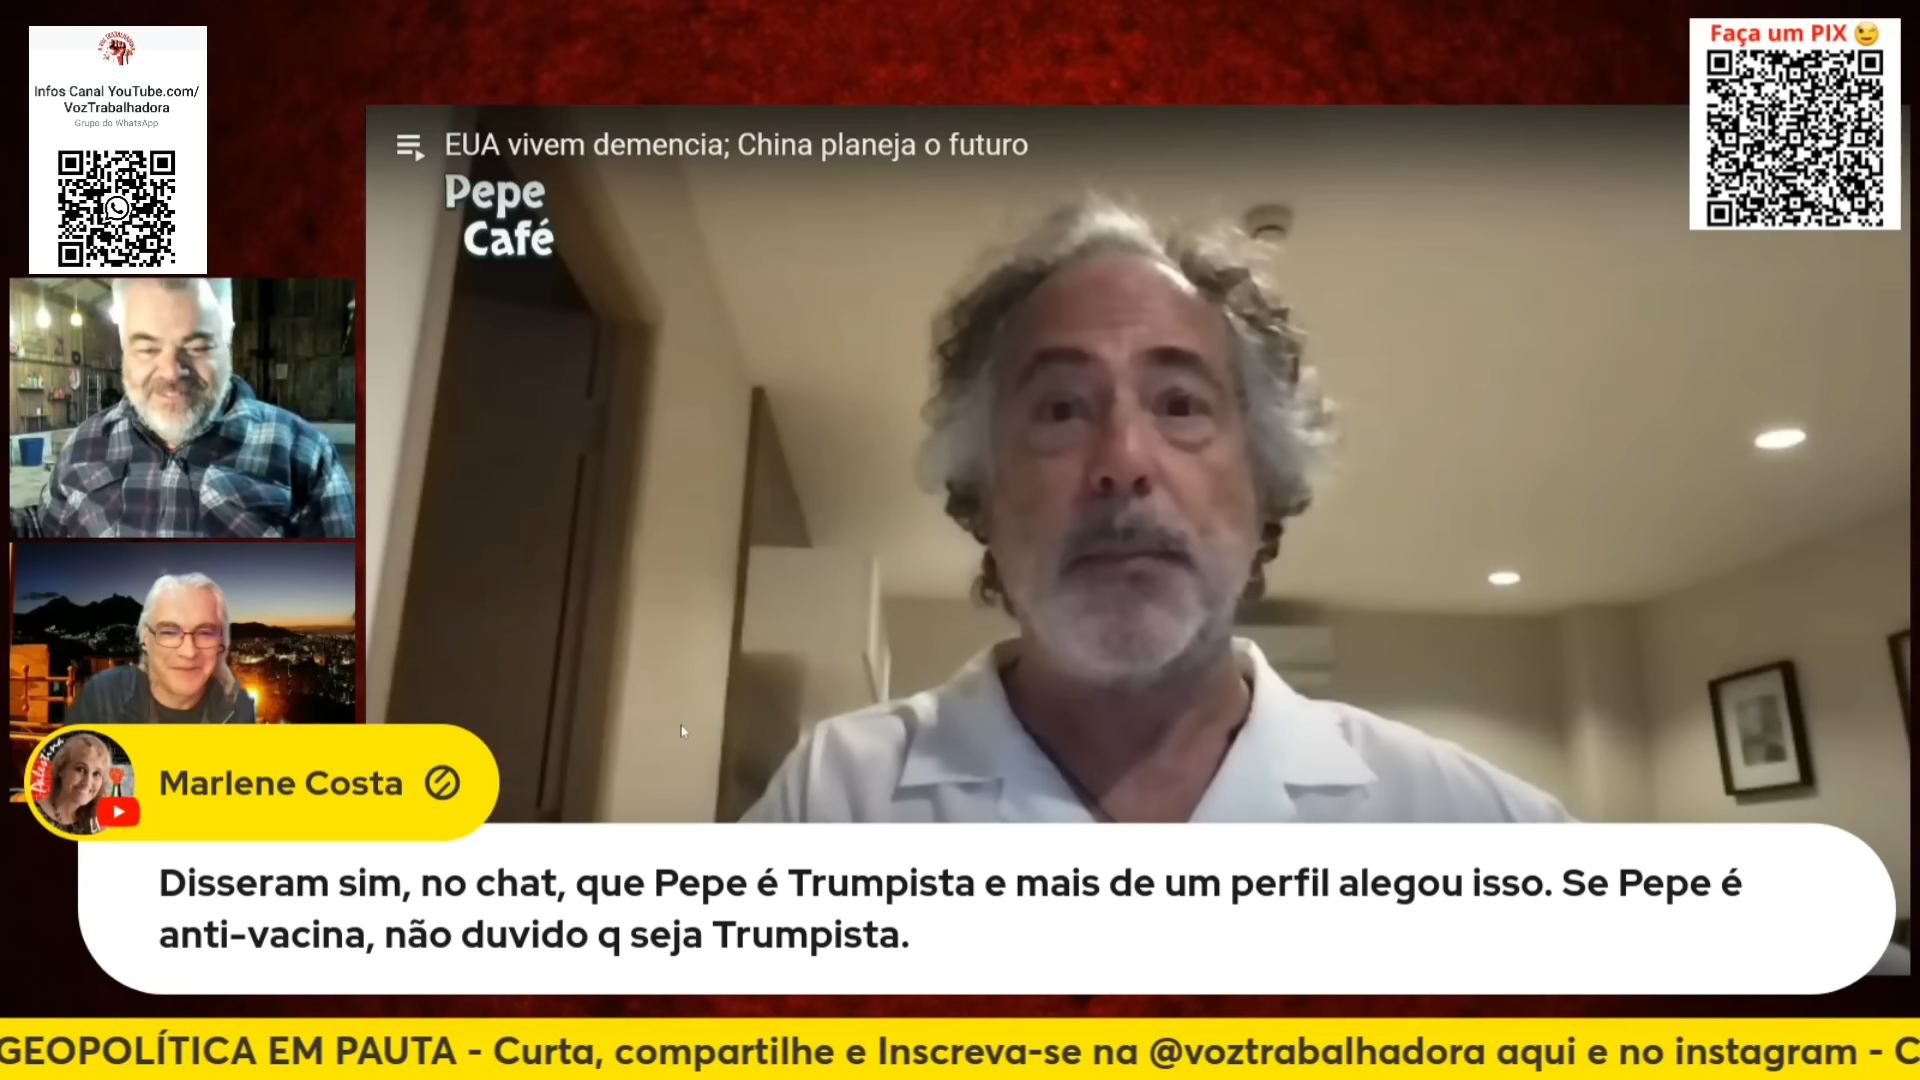 Infos Canal YouTube.com/
VozTrabalhadora
Grupo do WhatsApp
Faça um PIX 😉
EUA vivem demencia; China planeja o futuro
Pepe
Café
Palestina
Marlene Costa
Disseram sim, no chat, que Pepe é Trumpista e mais de um perfil alegou isso. Se Pepe é
anti-vacina, não duvido q seja Trumpista.
GEOPOLÍTICA EM PAUTA - Curta, compartilhe e Inscreva-se na @voztrabalhadora aqui e no instagram - C